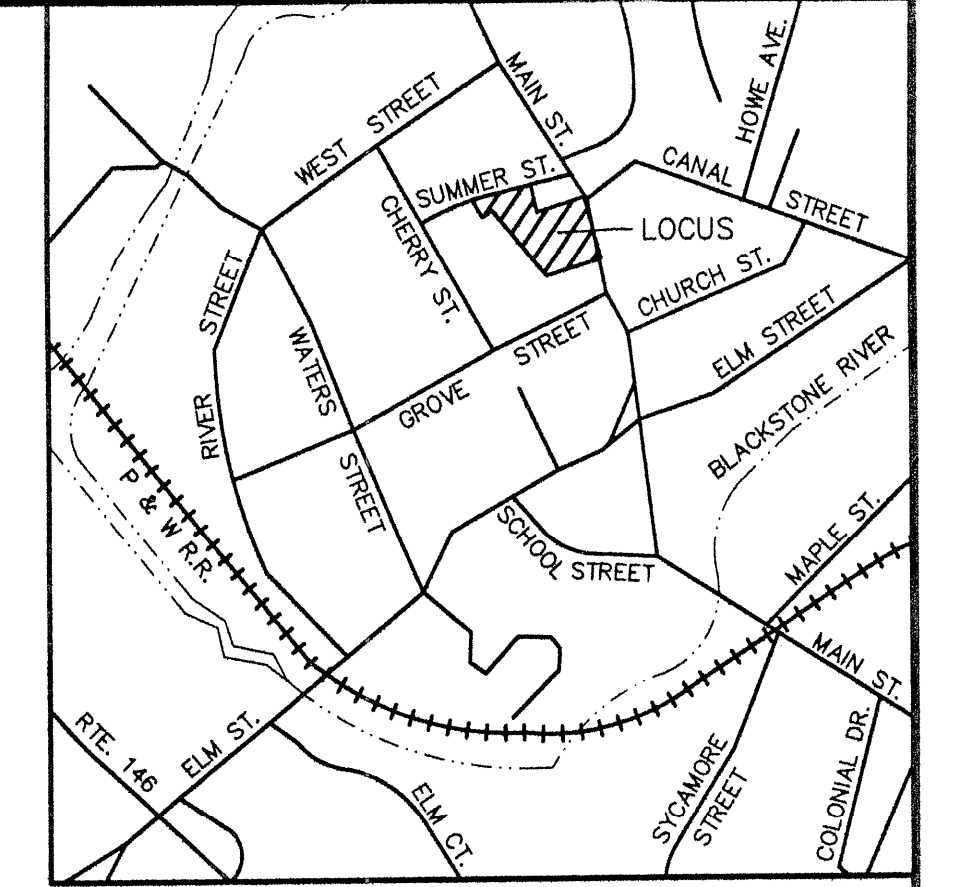 HOWE AVE.
MAIN ST.
WEST STREET
CANAL STREET
SUMMER ST.
CHERRY ST.
LOCUS
CHURCH ST.
RIVER STREET
WATERS STREET
GROVE STREET
ELM STREET
BLACKSTONE RIVER
P & W R.R.
SCHOOL STREET
MAPLE ST.
MAIN ST.
RTE. 146
ELM ST.
ELM CT.
SYCAMORE
STREET
COLONIAL DR.